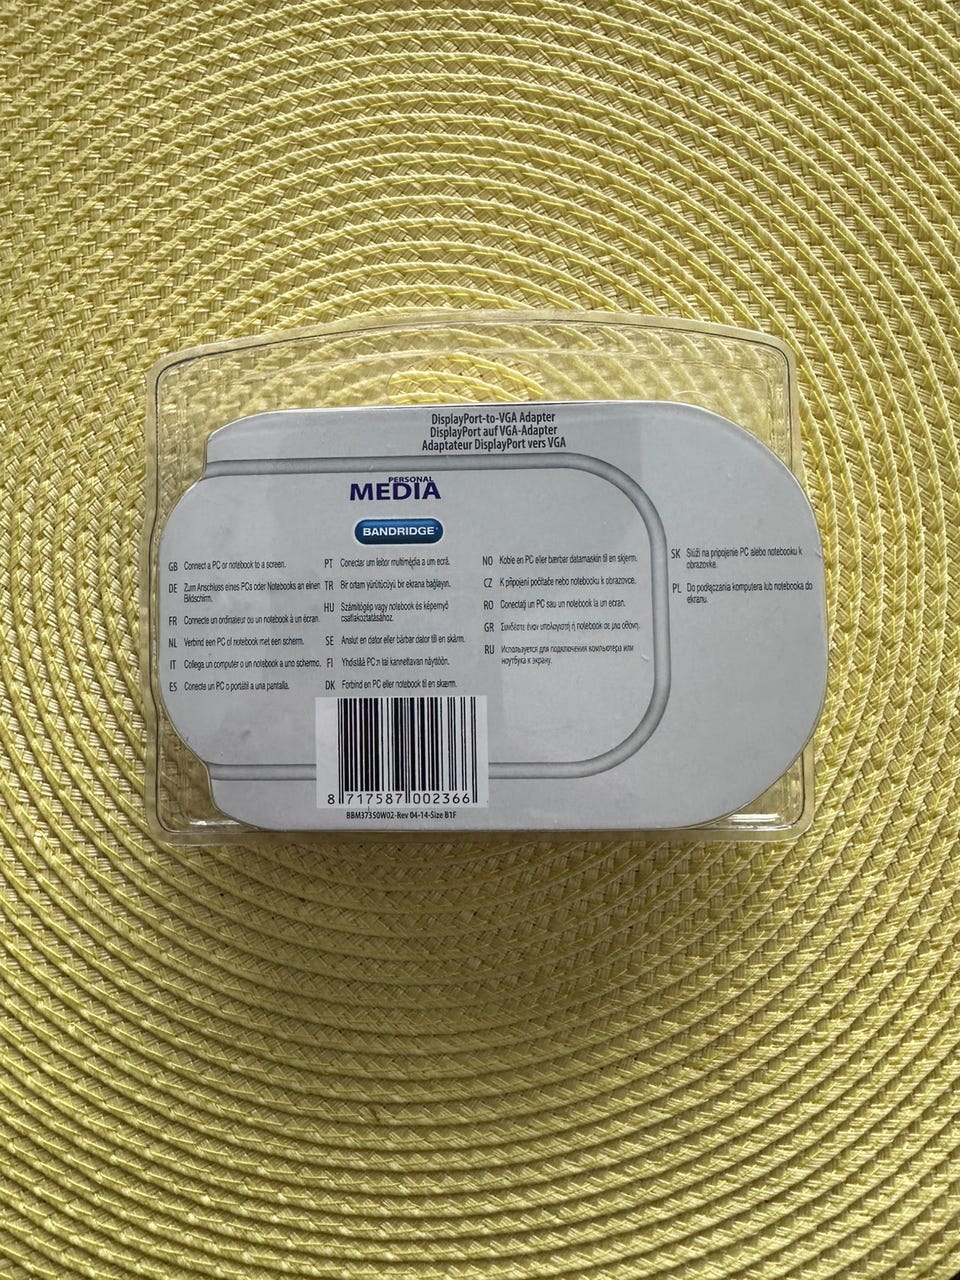 DisplayPort-to-VGA Adapter
DisplayPort auf VGA-Adapter
Adaptateur DisplayPort vers VGA
PERSONAL
MEDIA
BANDRIDGE
GB Connect a PC or notebook to a screen.
DE Zum Anschluss eines PCs oder Notebooks an einen
Bildschirm.
FR Connecte un ordinateur ou un notebook à un écran.
NL Verbind een PC of notebook met een scherm.
IT Collega un computer o un notebook a uno schermo.
ES Conecte un PC o portátil a una pantalla.
PT Conectar um leitor multimédia a um ecrã.
TR Bir ortam yürütücüyü bir ekrana bağlayın.
HU Számítógép vagy notebook és képernyő
csatlakoztatásához.
SE Anslut en dator eller bärbar dator till en skärm.
FI Yhdistää PC:n tai kannettavan näyttöön.
DK Forbind en PC eller notebook til en skærm.
NO Koble en PC eller bærbar datamaskin til en skjerm.
CZ K připojení počítače nebo notebooku k obrazovce.
RO Conectaţi un PC sau un notebook la un ecran.
GR Συνδέστε έναν υπολογιστή ή notebook σε μια οθόνη.
RU Используется для подключения компьютера или
ноутбука к экрану.
SK Slúži na pripojenie PC alebo notebooku k
obrazovke.
PL Do podłączania komputera lub notebooka do
ekranu.
8 717587 002366
BBM37350W02-Rev 04-14-Size B1F